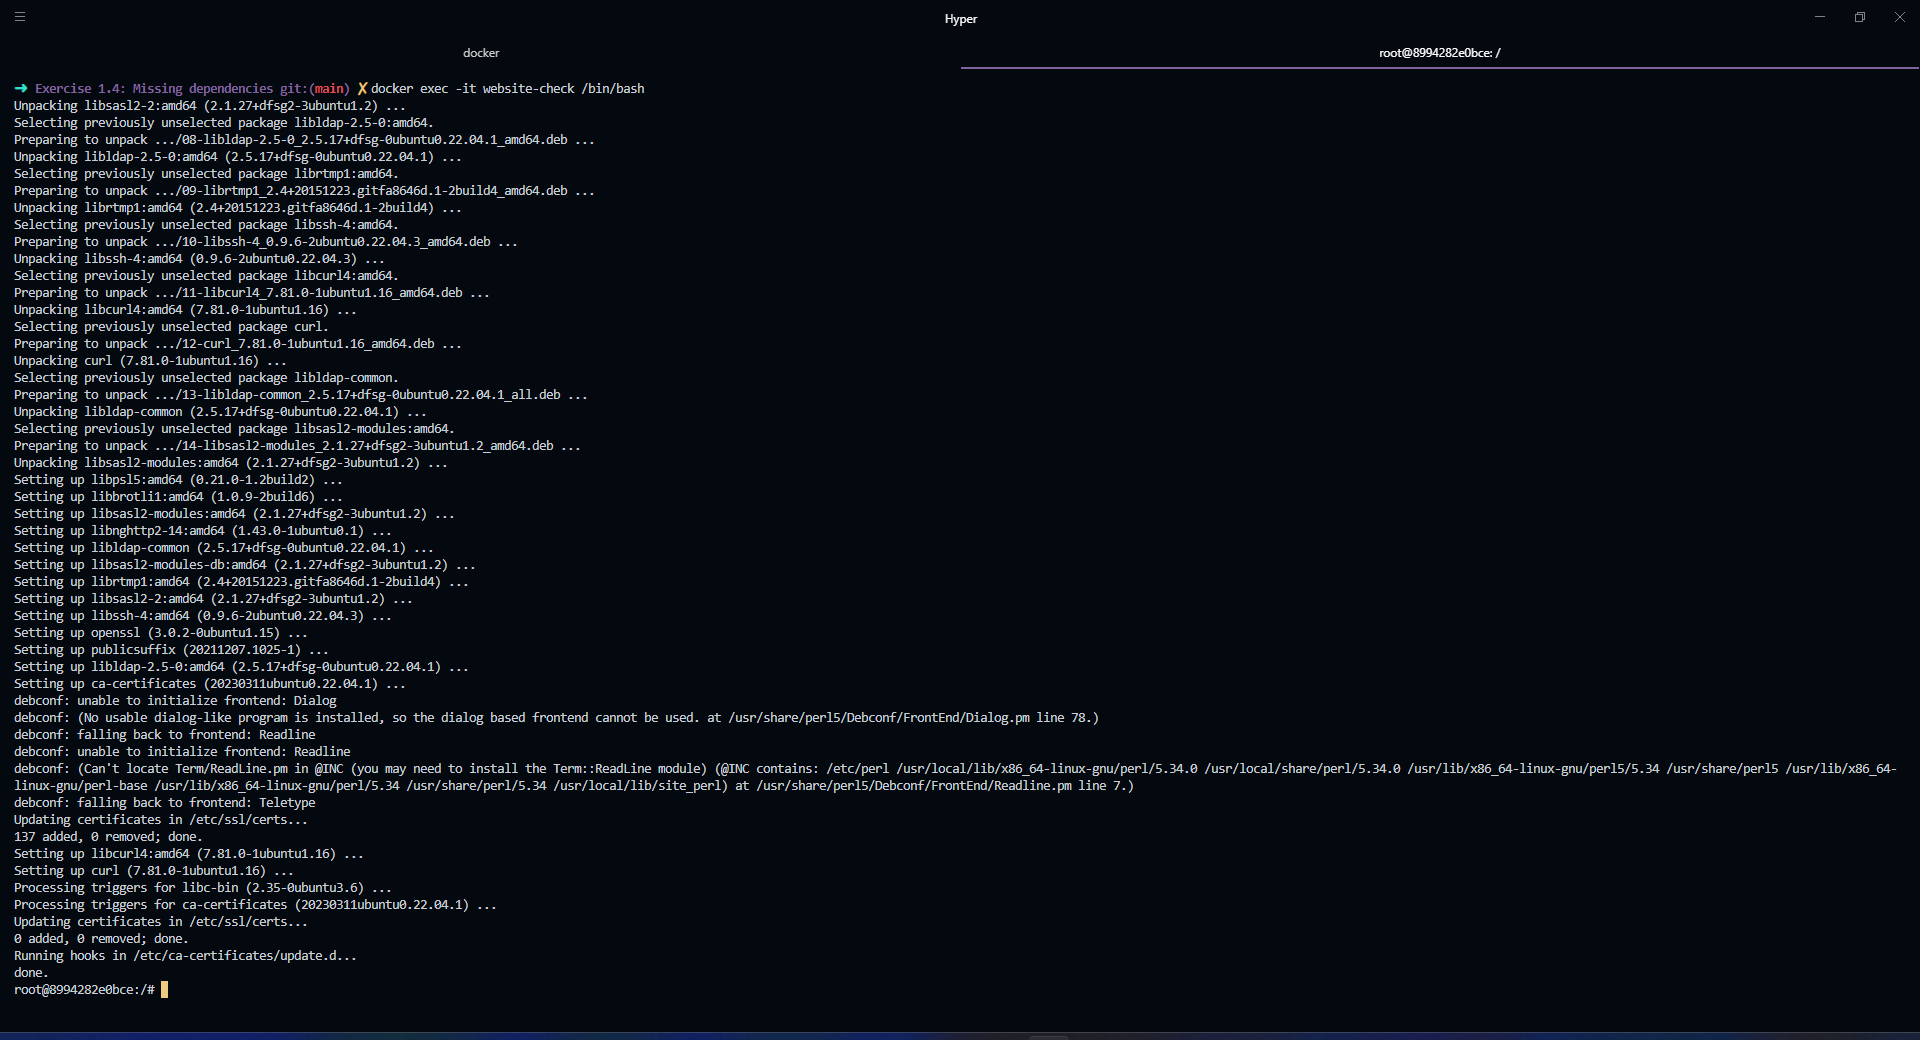 Hyper
docker
root@8994282e0bce: /
➜ Exercise 1.4: Missing dependencies git:(main) ✗ docker exec -it website-check /bin/bash
Unpacking libsasl2-2:amd64 (2.1.27+dfsg2-3ubuntu1.2) ...
Selecting previously unselected package libldap-2.5-0:amd64.
Preparing to unpack .../08-libldap-2.5-0_2.5.17+dfsg-0ubuntu0.22.04.1_amd64.deb ...
Unpacking libldap-2.5-0:amd64 (2.5.17+dfsg-0ubuntu0.22.04.1) ...
Selecting previously unselected package librtmp1:amd64.
Preparing to unpack .../09-librtmp1_2.4+20151223.gitfa8646d.1-2build4_amd64.deb ...
Unpacking librtmp1:amd64 (2.4+20151223.gitfa8646d.1-2build4) ...
Selecting previously unselected package libssh-4:amd64.
Preparing to unpack .../10-libssh-4_0.9.6-2ubuntu0.22.04.3_amd64.deb ...
Unpacking libssh-4:amd64 (0.9.6-2ubuntu0.22.04.3) ...
Selecting previously unselected package libcurl4:amd64.
Preparing to unpack .../11-libcurl4_7.81.0-1ubuntu1.16_amd64.deb ...
Unpacking libcurl4:amd64 (7.81.0-1ubuntu1.16) ...
Selecting previously unselected package curl.
Preparing to unpack .../12-curl_7.81.0-1ubuntu1.16_amd64.deb ...
Unpacking curl (7.81.0-1ubuntu1.16) ...
Selecting previously unselected package libldap-common.
Preparing to unpack .../13-libldap-common_2.5.17+dfsg-0ubuntu0.22.04.1_all.deb ...
Unpacking libldap-common (2.5.17+dfsg-0ubuntu0.22.04.1) ...
Selecting previously unselected package libsasl2-modules:amd64.
Preparing to unpack .../14-libsasl2-modules_2.1.27+dfsg2-3ubuntu1.2_amd64.deb ...
Unpacking libsasl2-modules:amd64 (2.1.27+dfsg2-3ubuntu1.2) ...
Setting up libpsl5:amd64 (0.21.0-1.2build2) ...
Setting up libbrotli1:amd64 (1.0.9-2build6) ...
Setting up libsasl2-modules:amd64 (2.1.27+dfsg2-3ubuntu1.2) ...
Setting up libnghttp2-14:amd64 (1.43.0-1ubuntu0.1) ...
Setting up libldap-common (2.5.17+dfsg-0ubuntu0.22.04.1) ...
Setting up libsasl2-modules-db:amd64 (2.1.27+dfsg2-3ubuntu1.2) ...
Setting up librtmp1:amd64 (2.4+20151223.gitfa8646d.1-2build4) ...
Setting up libsasl2-2:amd64 (2.1.27+dfsg2-3ubuntu1.2) ...
Setting up libssh-4:amd64 (0.9.6-2ubuntu0.22.04.3) ...
Setting up openssl (3.0.2-0ubuntu1.15) ...
Setting up publicsuffix (20211207.1025-1) ...
Setting up libldap-2.5-0:amd64 (2.5.17+dfsg-0ubuntu0.22.04.1) ...
Setting up ca-certificates (20230311ubuntu0.22.04.1) ...
debconf: unable to initialize frontend: Dialog
debconf: (No usable dialog-like program is installed, so the dialog based frontend cannot be used. at /usr/share/perl5/Debconf/FrontEnd/Dialog.pm line 78.)
debconf: falling back to frontend: Readline
debconf: unable to initialize frontend: Readline
debconf: (Can't locate Term/ReadLine.pm in @INC (you may need to install the Term::ReadLine module) (@INC contains: /etc/perl /usr/local/lib/x86_64-linux-gnu/perl/5.34.0 /usr/local/share/perl/5.34.0 /usr/lib/x86_64-linux-gnu/perl5/5.34 /usr/share/perl5 /usr/lib/x86_64-
linux-gnu/perl-base /usr/lib/x86_64-linux-gnu/perl/5.34 /usr/share/perl/5.34 /usr/local/lib/site_perl) at /usr/share/perl5/Debconf/FrontEnd/Readline.pm line 7.)
debconf: falling back to frontend: Teletype
Updating certificates in /etc/ssl/certs...
137 added, 0 removed; done.
Setting up libcurl4:amd64 (7.81.0-1ubuntu1.16) ...
Setting up curl (7.81.0-1ubuntu1.16) ...
Processing triggers for libc-bin (2.35-0ubuntu3.6) ...
Processing triggers for ca-certificates (20230311ubuntu0.22.04.1) ...
Updating certificates in /etc/ssl/certs...
0 added, 0 removed; done.
Running hooks in /etc/ca-certificates/update.d...
done.
root@8994282e0bce:/#